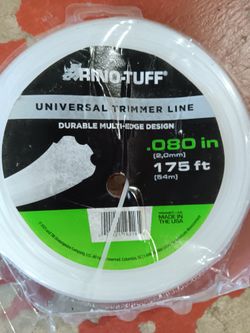 RINO-TUFF
UNIVERSAL TRIMMER LINE
DURABLE MULTI-EDGE DESIGN
.080 in
(2,0mm)
175 ft
(54m)
MADE IN
THE USA